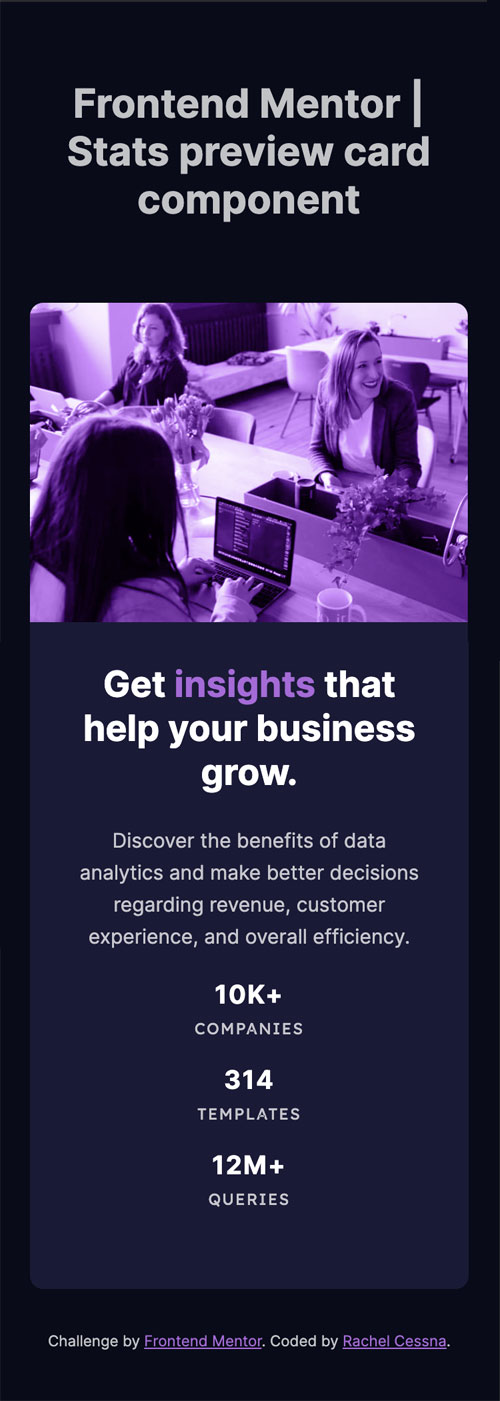 Frontend Mentor |
Stats preview card
component
Get insights that
help your business
grow.
Discover the benefits of data
analytics and make better decisions
regarding revenue, customer
experience, and overall efficiency.
10K+
COMPANIES
314
TEMPLATES
12M+
QUERIES
Challenge by Frontend Mentor. Coded by Rachel Cessna.